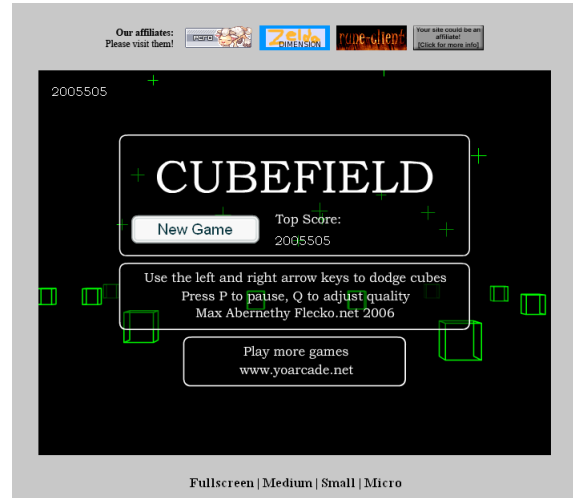 Our affiliates:
Please visit them!
Zelda
DIMENSION
rune-client
Your site could be an
affiliate!
[Click for more info]
2005505
CUBEFIELD
New Game
Top Score:
2005505
Use the left and right arrow keys to dodge cubes
Press P to pause, Q to adjust quality
Max Abernethy Flecko.net 2006
Play more games
www.yoarcade.net
Fullscreen | Medium | Small | Micro